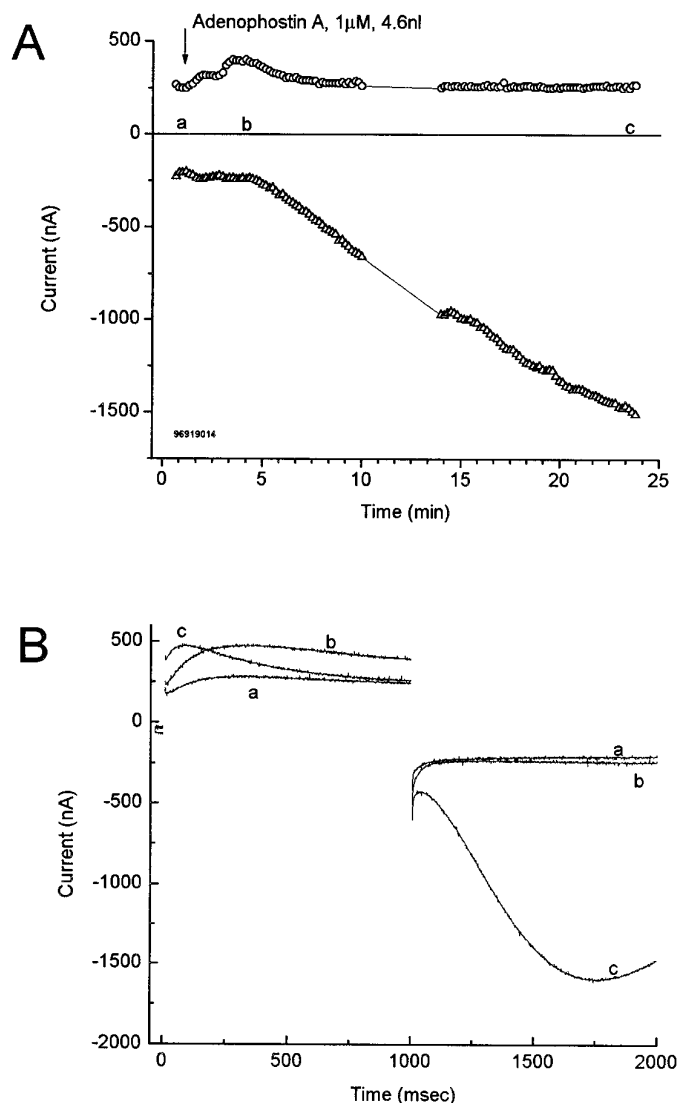 A
Adenophostin A, 1μM, 4.6nl
500
a
b
c
0
-500
-1000
-1500
Current (nA)
96919014
0
5
10
15
20
25
Time (min)
B
500
c
b
a
0
a
b
-500
-1000
-1500
c
-2000
Current (nA)
0
500
1000
1500
2000
Time (msec)